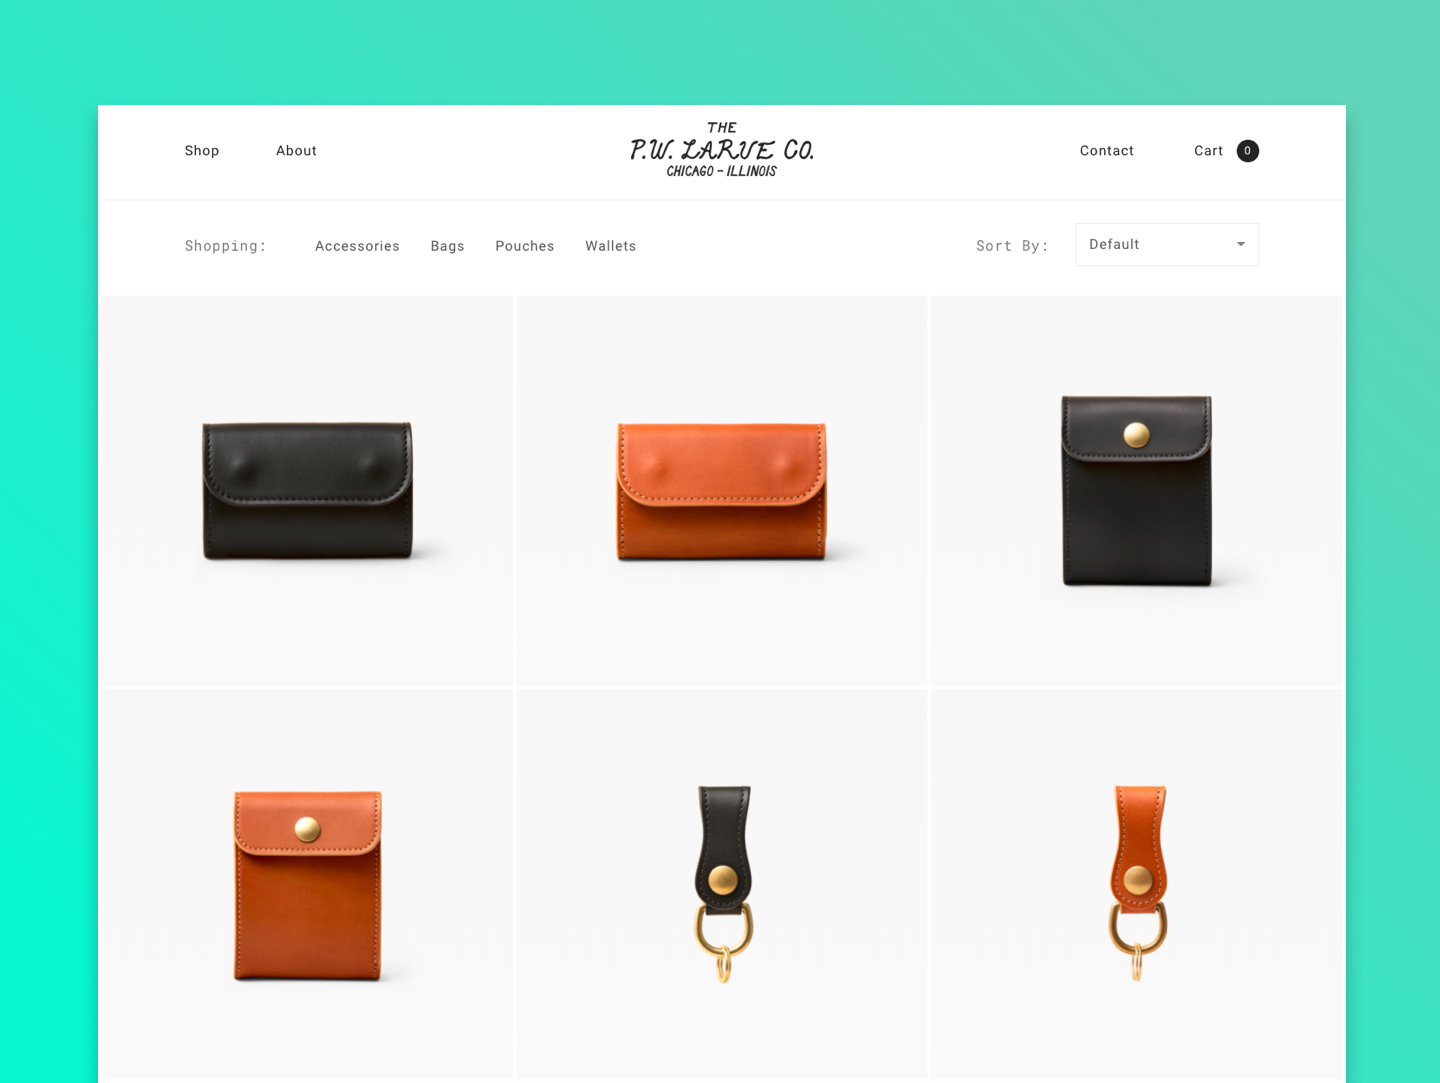 Shop
About
THE
P.W. LARUE CO.
CHICAGO - ILLINOIS
Contact
Cart
0
Shopping:
Accessories
Bags
Pouches
Wallets
Sort By:
Default